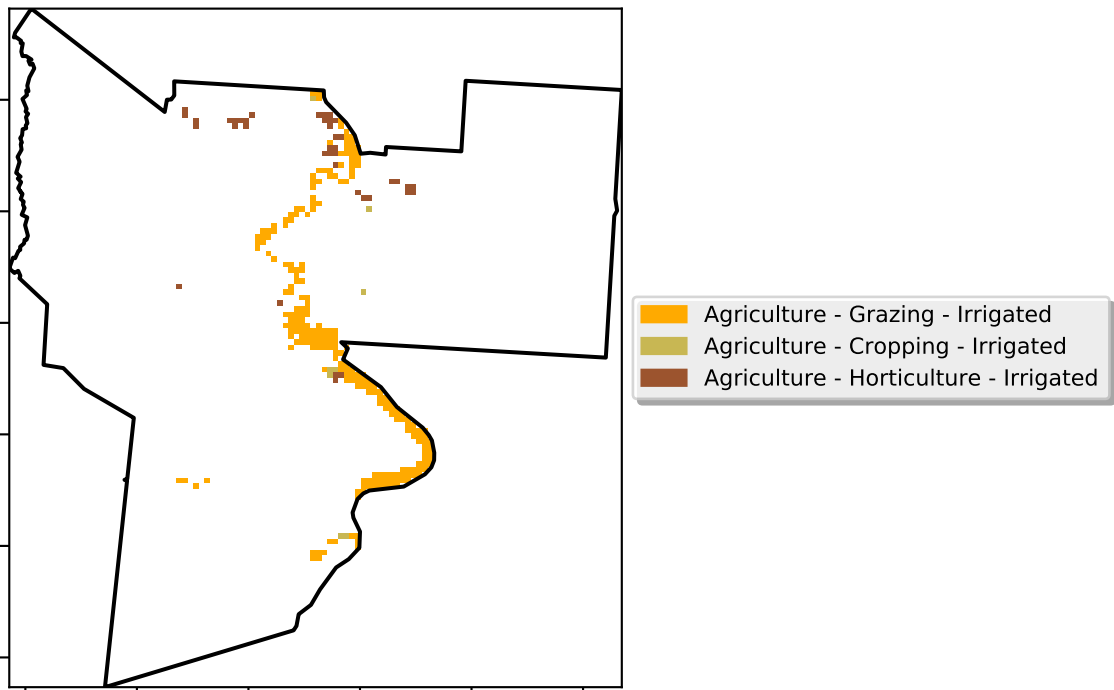 Agriculture - Grazing - Irrigated
Agriculture - Cropping - Irrigated
Agriculture - Horticulture - Irrigated